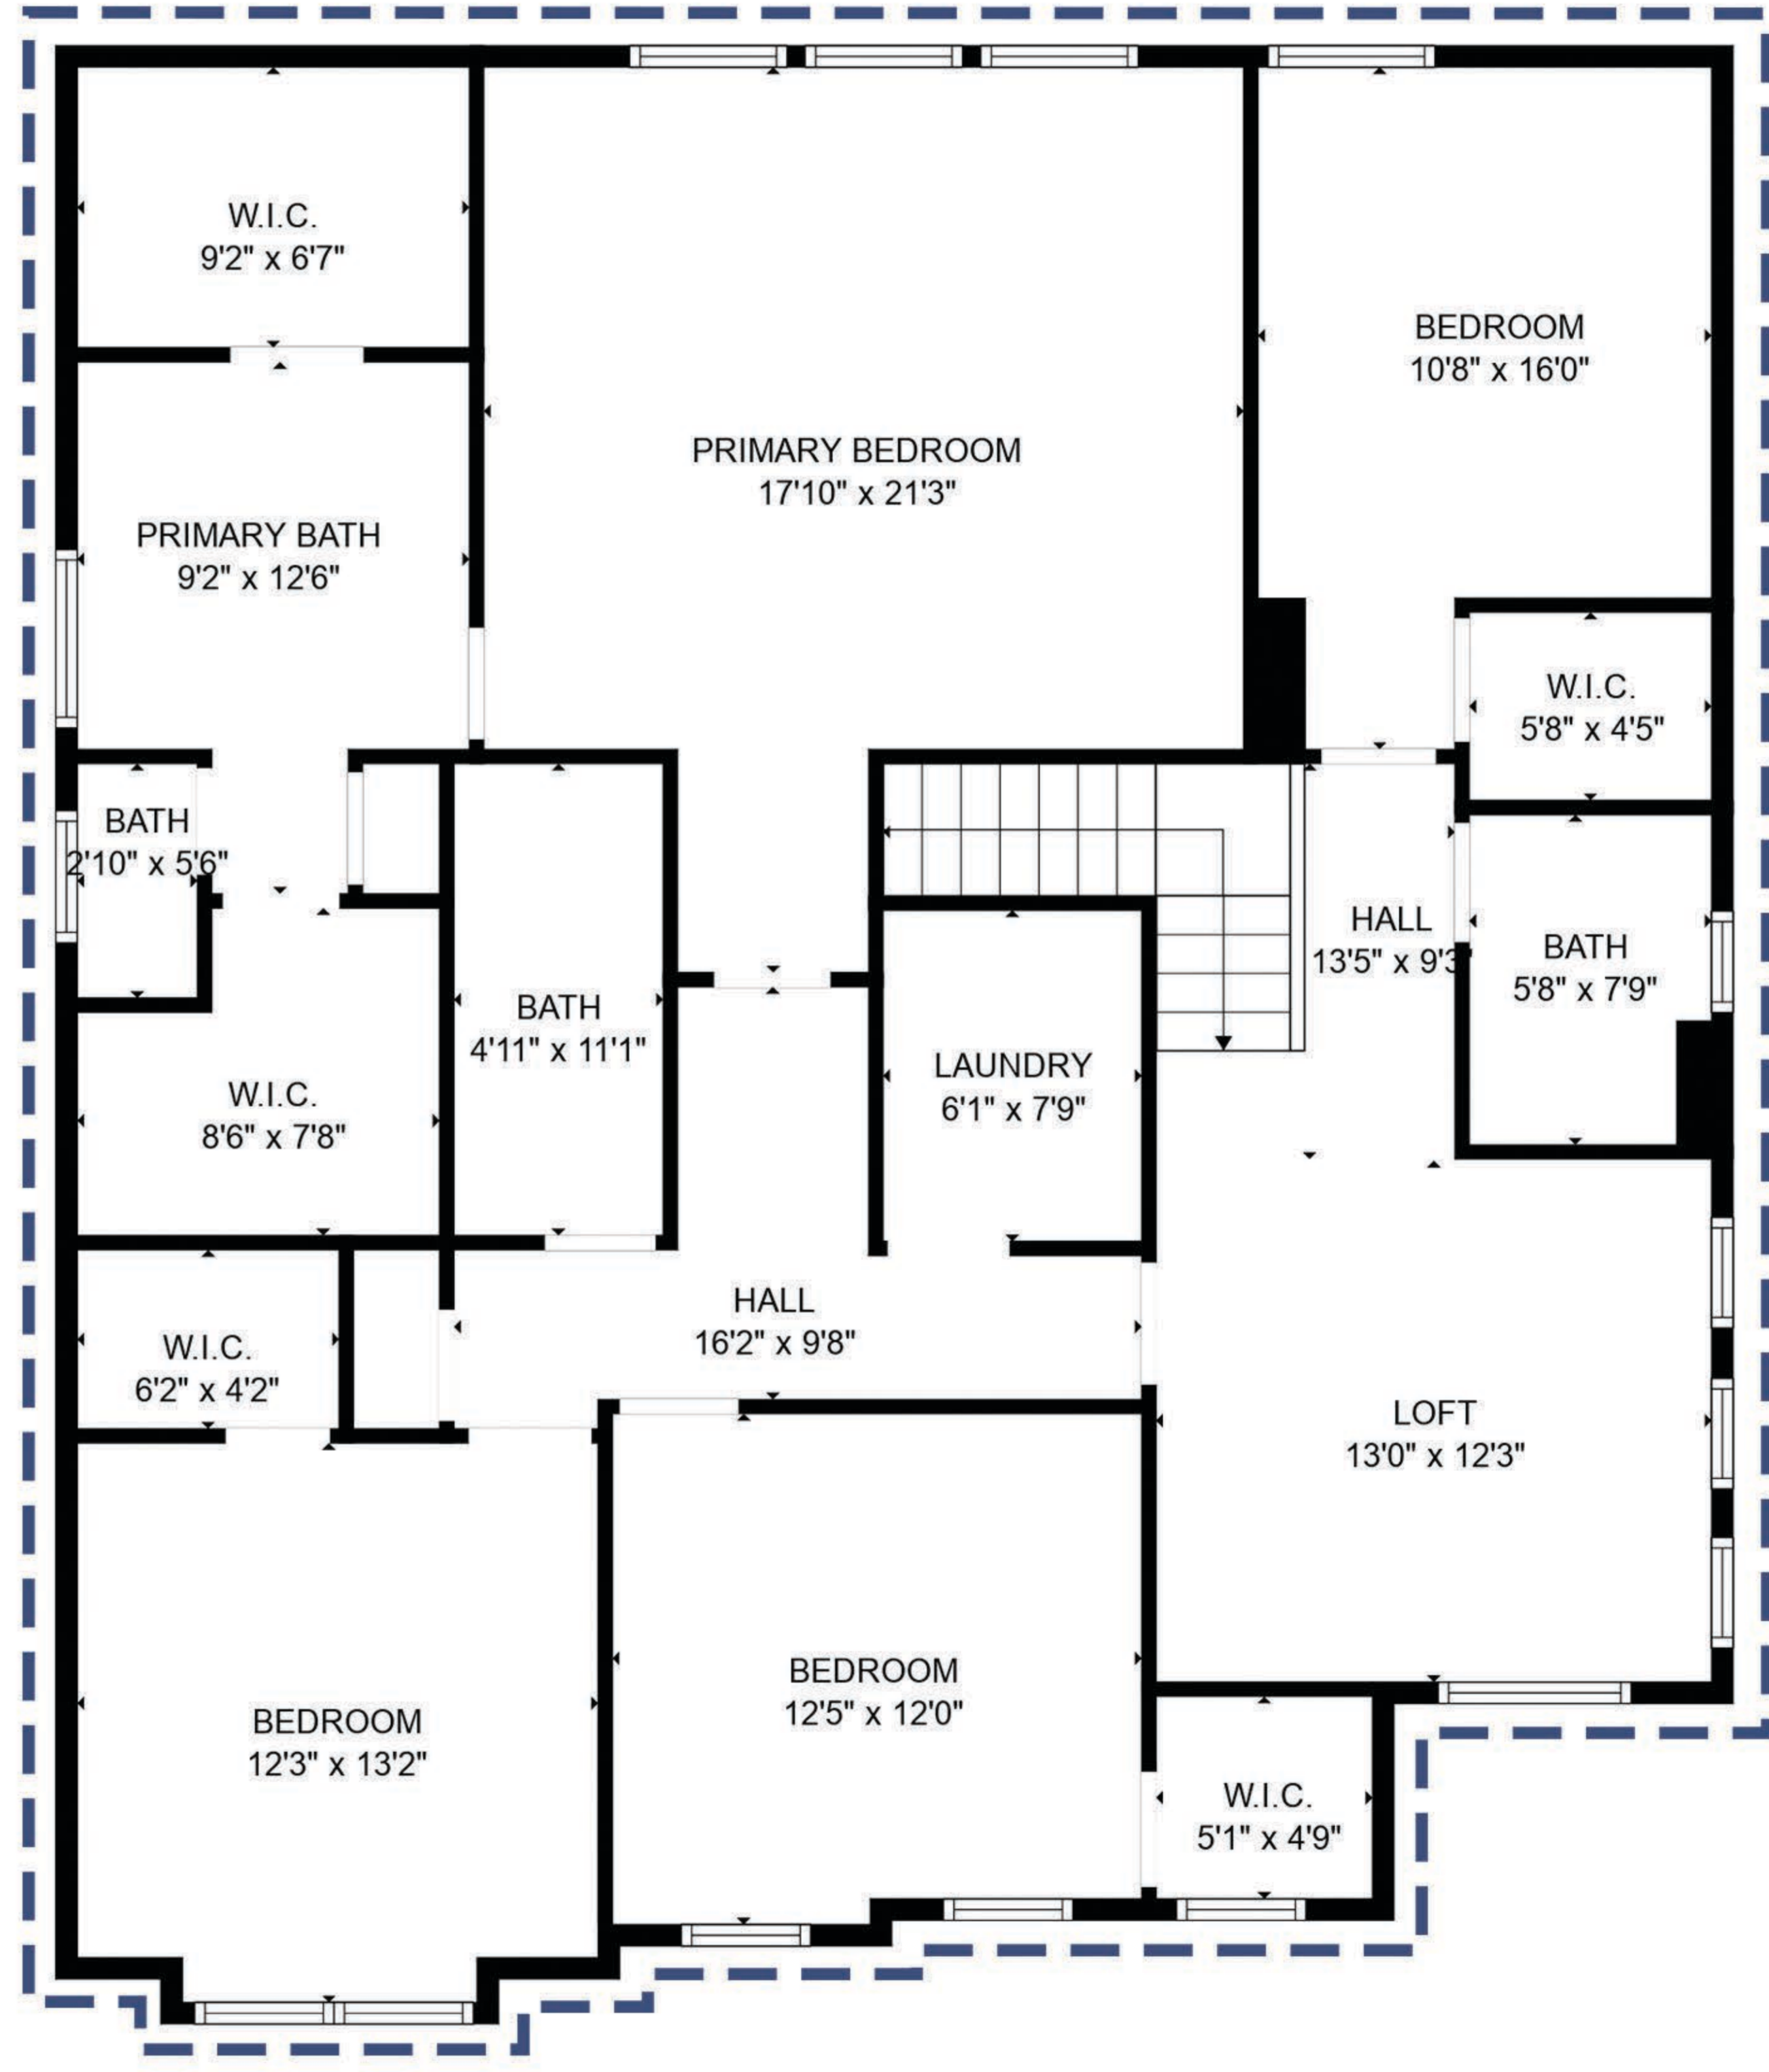 W.I.C.
9'2" x 6'7"
BEDROOM
10'8" x 16'0"
PRIMARY BEDROOM
17'10" x 21'3"
PRIMARY BATH
9'2" x 12'6"
W.I.C.
5'8" x 4'5"
BATH
2'10" x 5'6"
HALL
13'5" x 9'3"
BATH
5'8" x 7'9"
BATH
4'11" x 11'1"
LAUNDRY
6'1" x 7'9"
W.I.C.
8'6" x 7'8"
HALL
16'2" x 9'8"
W.I.C.
6'2" x 4'2"
LOFT
13'0" x 12'3"
BEDROOM
12'5" x 12'0"
BEDROOM
12'3" x 13'2"
W.I.C.
5'1" x 4'9"